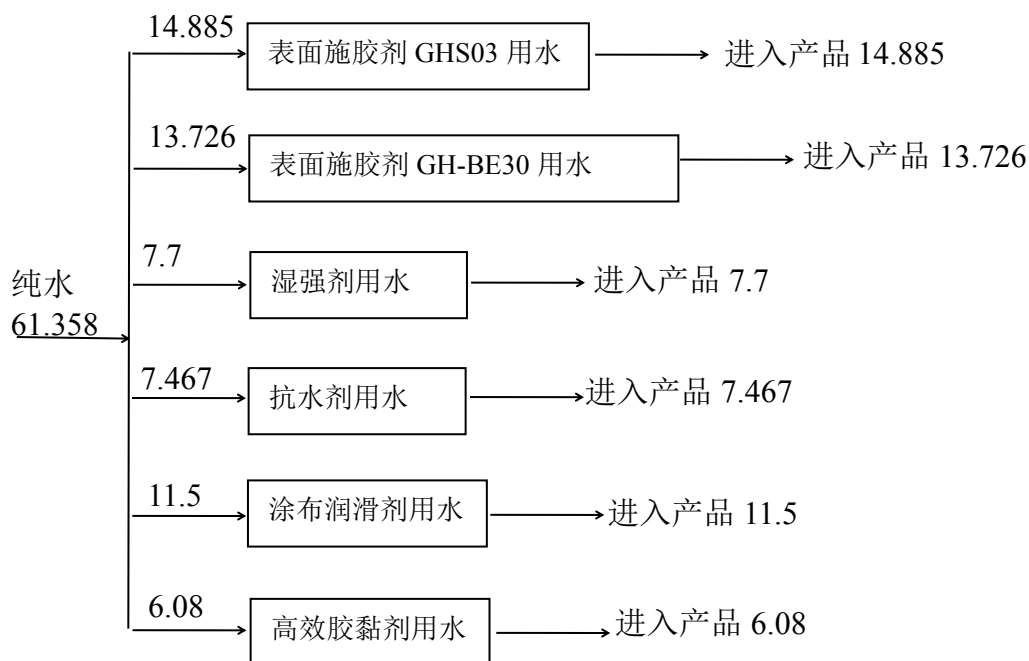 14.885
表面施胶剂 GHS03 用水
进入产品 14.885
13.726
表面施胶剂 GH-BE30 用水
进入产品 13.726
7.7
湿强剂用水
进入产品 7.7
纯水
61.358
7.467
抗水剂用水
进入产品 7.467
11.5
涂布润滑剂用水
进入产品 11.5
6.08
高效胶黏剂用水
进入产品 6.08